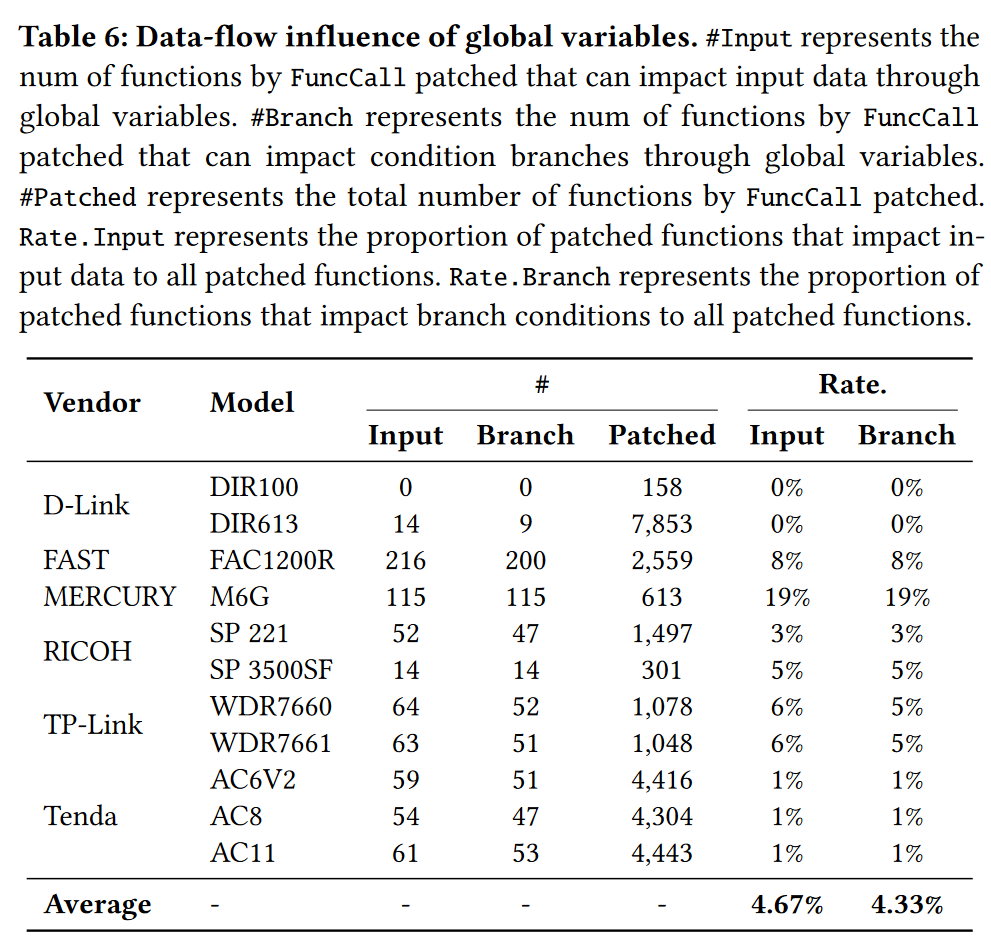 Table 6: Data-flow influence of global variables. #Input represents the
num of functions by FuncCall patched that can impact input data through
global variables. #Branch represents the num of functions by FuncCall
patched that can impact condition branches through global variables.
#Patched represents the total number of functions by FuncCall patched.
Rate.Input represents the proportion of patched functions that impact in-
put data to all patched functions. Rate.Branch represents the proportion of
patched functions that impact branch conditions to all patched functions.
Vendor Model # Rate.
Input Branch Patched Input Branch
D-Link DIR100 0 0 158 0% 0%
DIR613 14 9 7,853 0% 0%
FAST FAC1200R 216 200 2,559 8% 8%
MERCURY M6G 115 115 613 19% 19%
RICOH SP 221 52 47 1,497 3% 3%
SP 3500SF 14 14 301 5% 5%
TP-Link WDR7660 64 52 1,078 6% 5%
WDR7661 63 51 1,048 6% 5%
AC6V2 59 51 4,416 1% 1%
Tenda AC8 54 47 4,304 1% 1%
AC11 61 53 4,443 1% 1%
Average - - - - 4.67% 4.33%